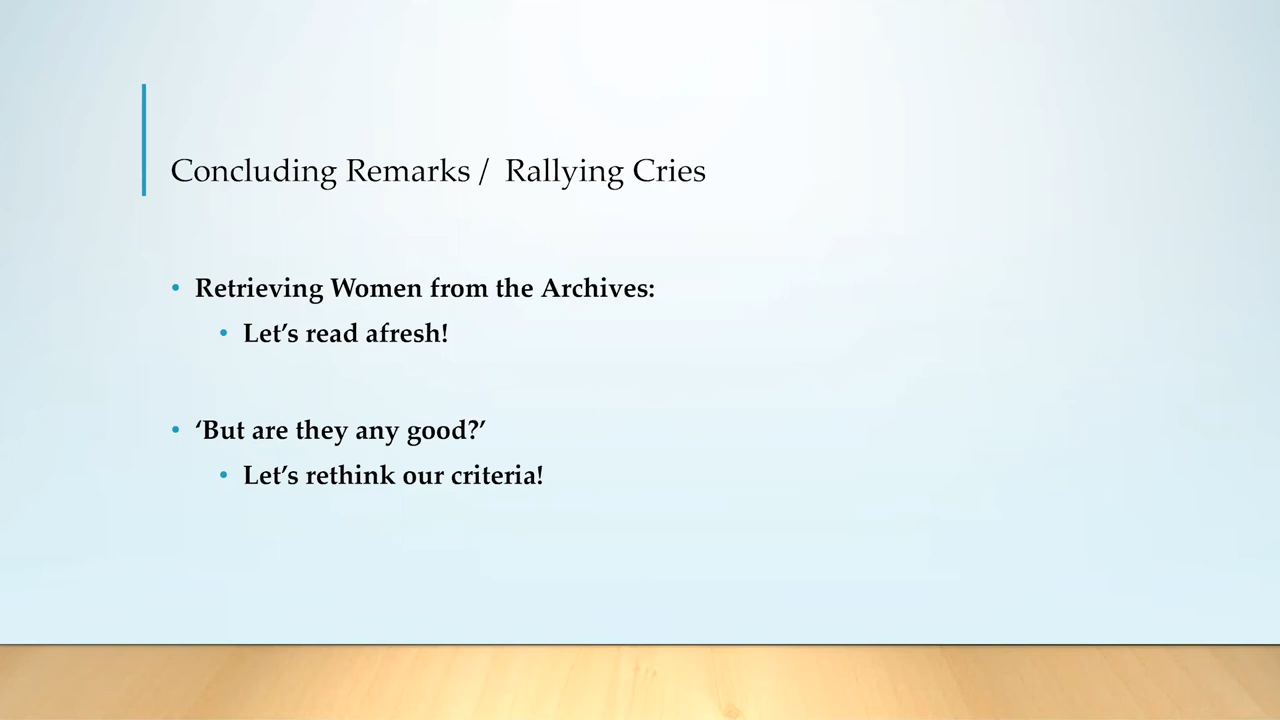 Concluding Remarks /  Rallying Cries
• Retrieving Women from the Archives:
• Let’s read afresh!
• ‘But are they any good?’
• Let’s rethink our criteria!